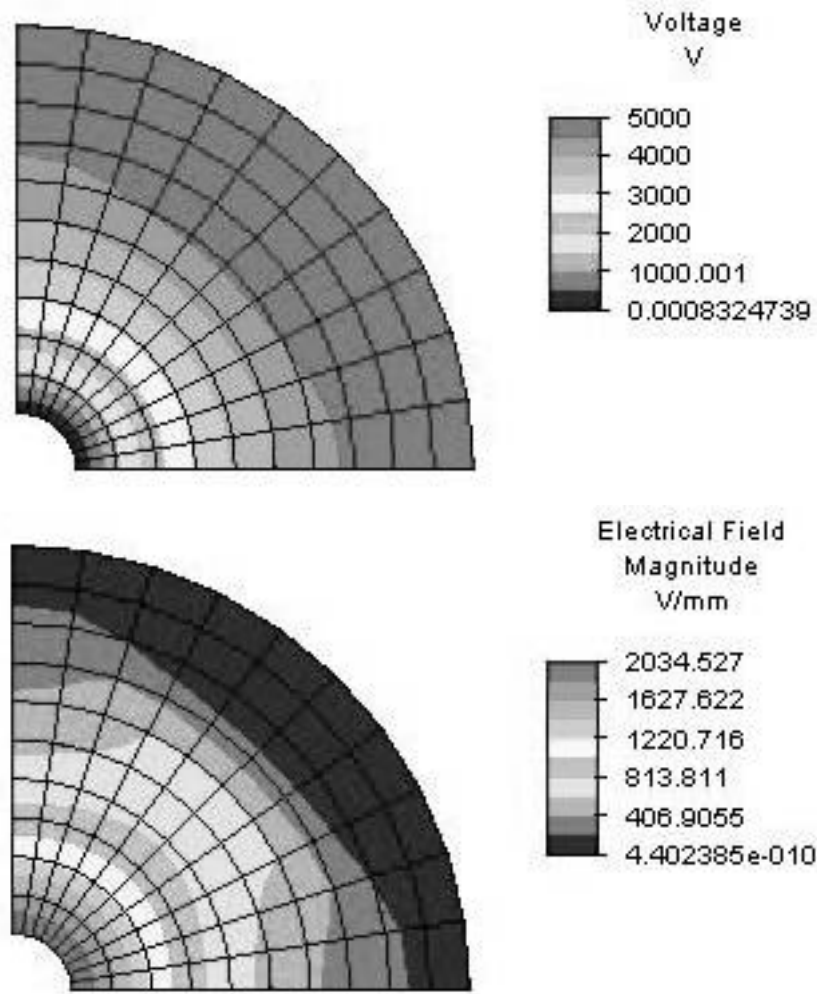 Voltage
V
5000
4000
3000
2000
1000.001
0.0008324739
Electrical Field
Magnitude
V/mm
2034.527
1627.622
1220.716
813.811
406.9055
4.402385e-010